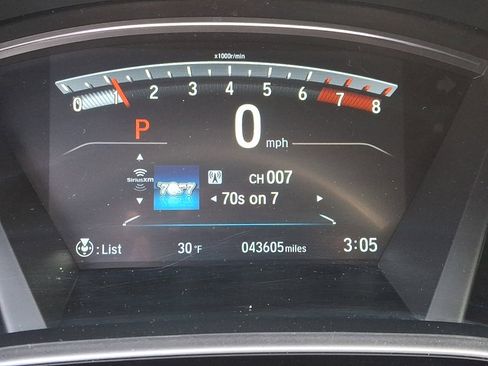 x1000r/min
0 1 2 3 4 5 6 7 8
P 0 mph
SiriusXM CH 007
70s on 7
: List 30 °F 043605 miles 3:05